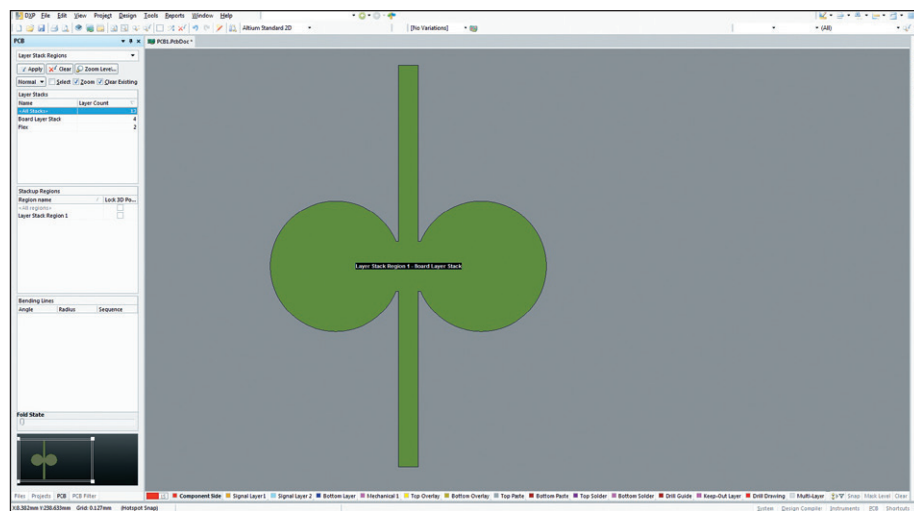 DXP File Edit View Project Design Tools Reports Window Help
Altium Standard 2D [No Variations] (All)
PCB
PCB1.PcbDoc *
Layer Stack Regions
Apply Clear Zoom Level...
Normal Select Zoom Clear Existing
Layer Stacks
Name Layer Count
<All Stacks> 13
Board Layer Stack 4
Flex 2
Stackup Regions
Region name Lock 3D Po...
<All regions>
Layer Stack Region 1
Layer Stack Region 1 - Board Layer Stack
Bending Lines
Angle Radius Sequence
Fold State
Files Projects PCB PCB Filter
Component Side Signal Layer 1 Signal Layer 2 Bottom Layer Mechanical 1 Top Overlay Bottom Overlay Top Paste Bottom Paste Top Solder Bottom Solder Drill Guide Keep-Out Layer Drill Drawing Multi-Layer Snap Mask Level Clear
X:8.382mm Y:238.633mm Grid: 0.127mm (Hotspot Snap)
System Design Compiler Instruments PCB Shortcuts